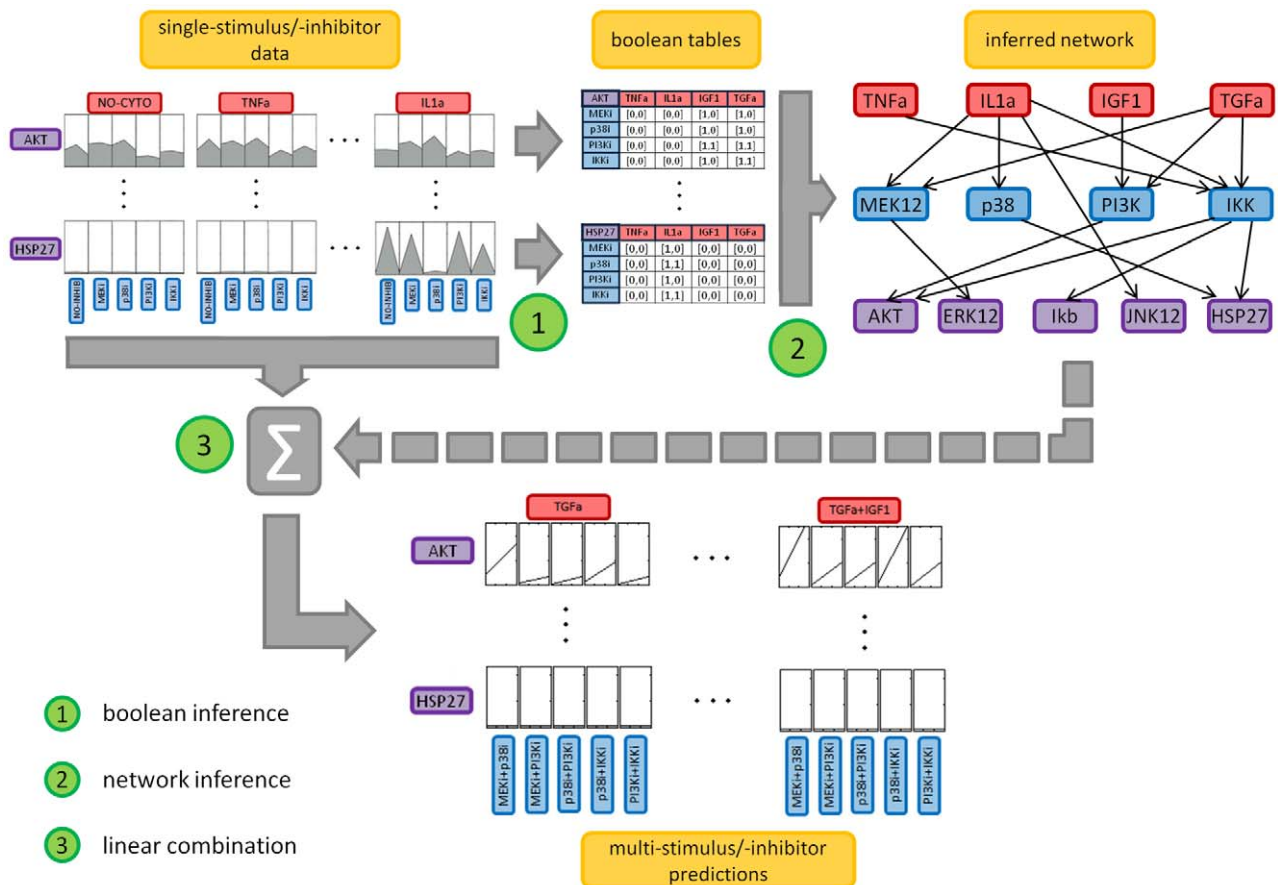 single-stimulus/-inhibitor
data
boolean tables
inferred network
NO-CYTO
TNFa
IL1a
AKT
HSP27
NO-INHIB
MEKi
p38i
PI3Ki
IKKi
NO-INHIB
MEKi
p38i
PI3Ki
IKKi
NO-INHIB
MEKi
p38i
PI3Ki
IKKi
AKT TNFa IL1a IGF1 TGFa
MEKi [0,0] [0,0] [1,0] [1,0]
p38i [0,0] [0,0] [1,0] [1,0]
PI3Ki [0,0] [0,0] [1,1] [1,1]
IKKi [0,0] [0,0] [1,0] [1,1]
HSP27 TNFa IL1a IGF1 TGFa
MEKi [0,0] [1,0] [0,0] [0,0]
p38i [0,0] [1,1] [0,0] [0,0]
PI3Ki [0,0] [1,0] [0,0] [0,0]
IKKi [0,0] [1,1] [0,0] [0,0]
1
2
TNFa IL1a IGF1 TGFa
MEK12 p38 PI3K IKK
AKT ERK12 Ikb JNK12 HSP27
3
Σ
TGFa
TGFa+IGF1
AKT
HSP27
MEKi+p38i
MEKi+PI3Ki
p38i+PI3Ki
p38i+IKKi
PI3Ki+IKKi
MEKi+p38i
MEKi+PI3Ki
p38i+PI3Ki
p38i+IKKi
PI3Ki+IKKi
1 boolean inference
2 network inference
3 linear combination
multi-stimulus/-inhibitor
predictions